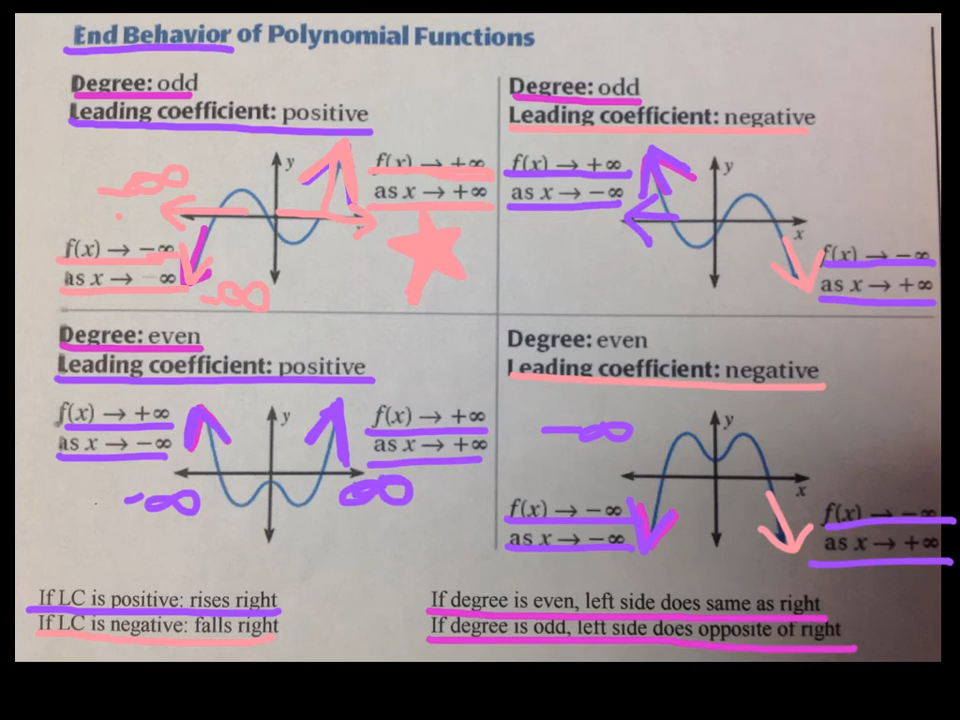 End Behavior of Polynomial Functions
Degree: odd
Leading coefficient: positive
y
f(x) → +∞
as x → +∞
-∞
f(x) → −∞
as x → −∞
-∞
Degree: odd
Leading coefficient: negative
f(x) → +∞
as x → −∞
y
x
f(x) → −∞
as x → +∞
Degree: even
Leading coefficient: positive
f(x) → +∞
as x → −∞
y
f(x) → +∞
as x → +∞
-∞
∞
Degree: even
Leading coefficient: negative
-∞
y
x
f(x) → −∞
as x → −∞
f(x) → −∞
as x → +∞
If LC is positive: rises right
If LC is negative: falls right
If degree is even, left side does same as right
If degree is odd, left side does opposite of right